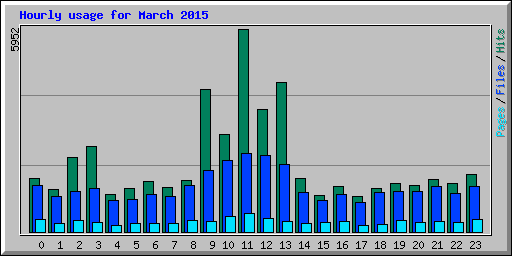 Hourly usage for March 2015
5952
Pages / Files / Hits
0 1 2 3 4 5 6 7 8 9 10 11 12 13 14 15 16 17 18 19 20 21 22 23